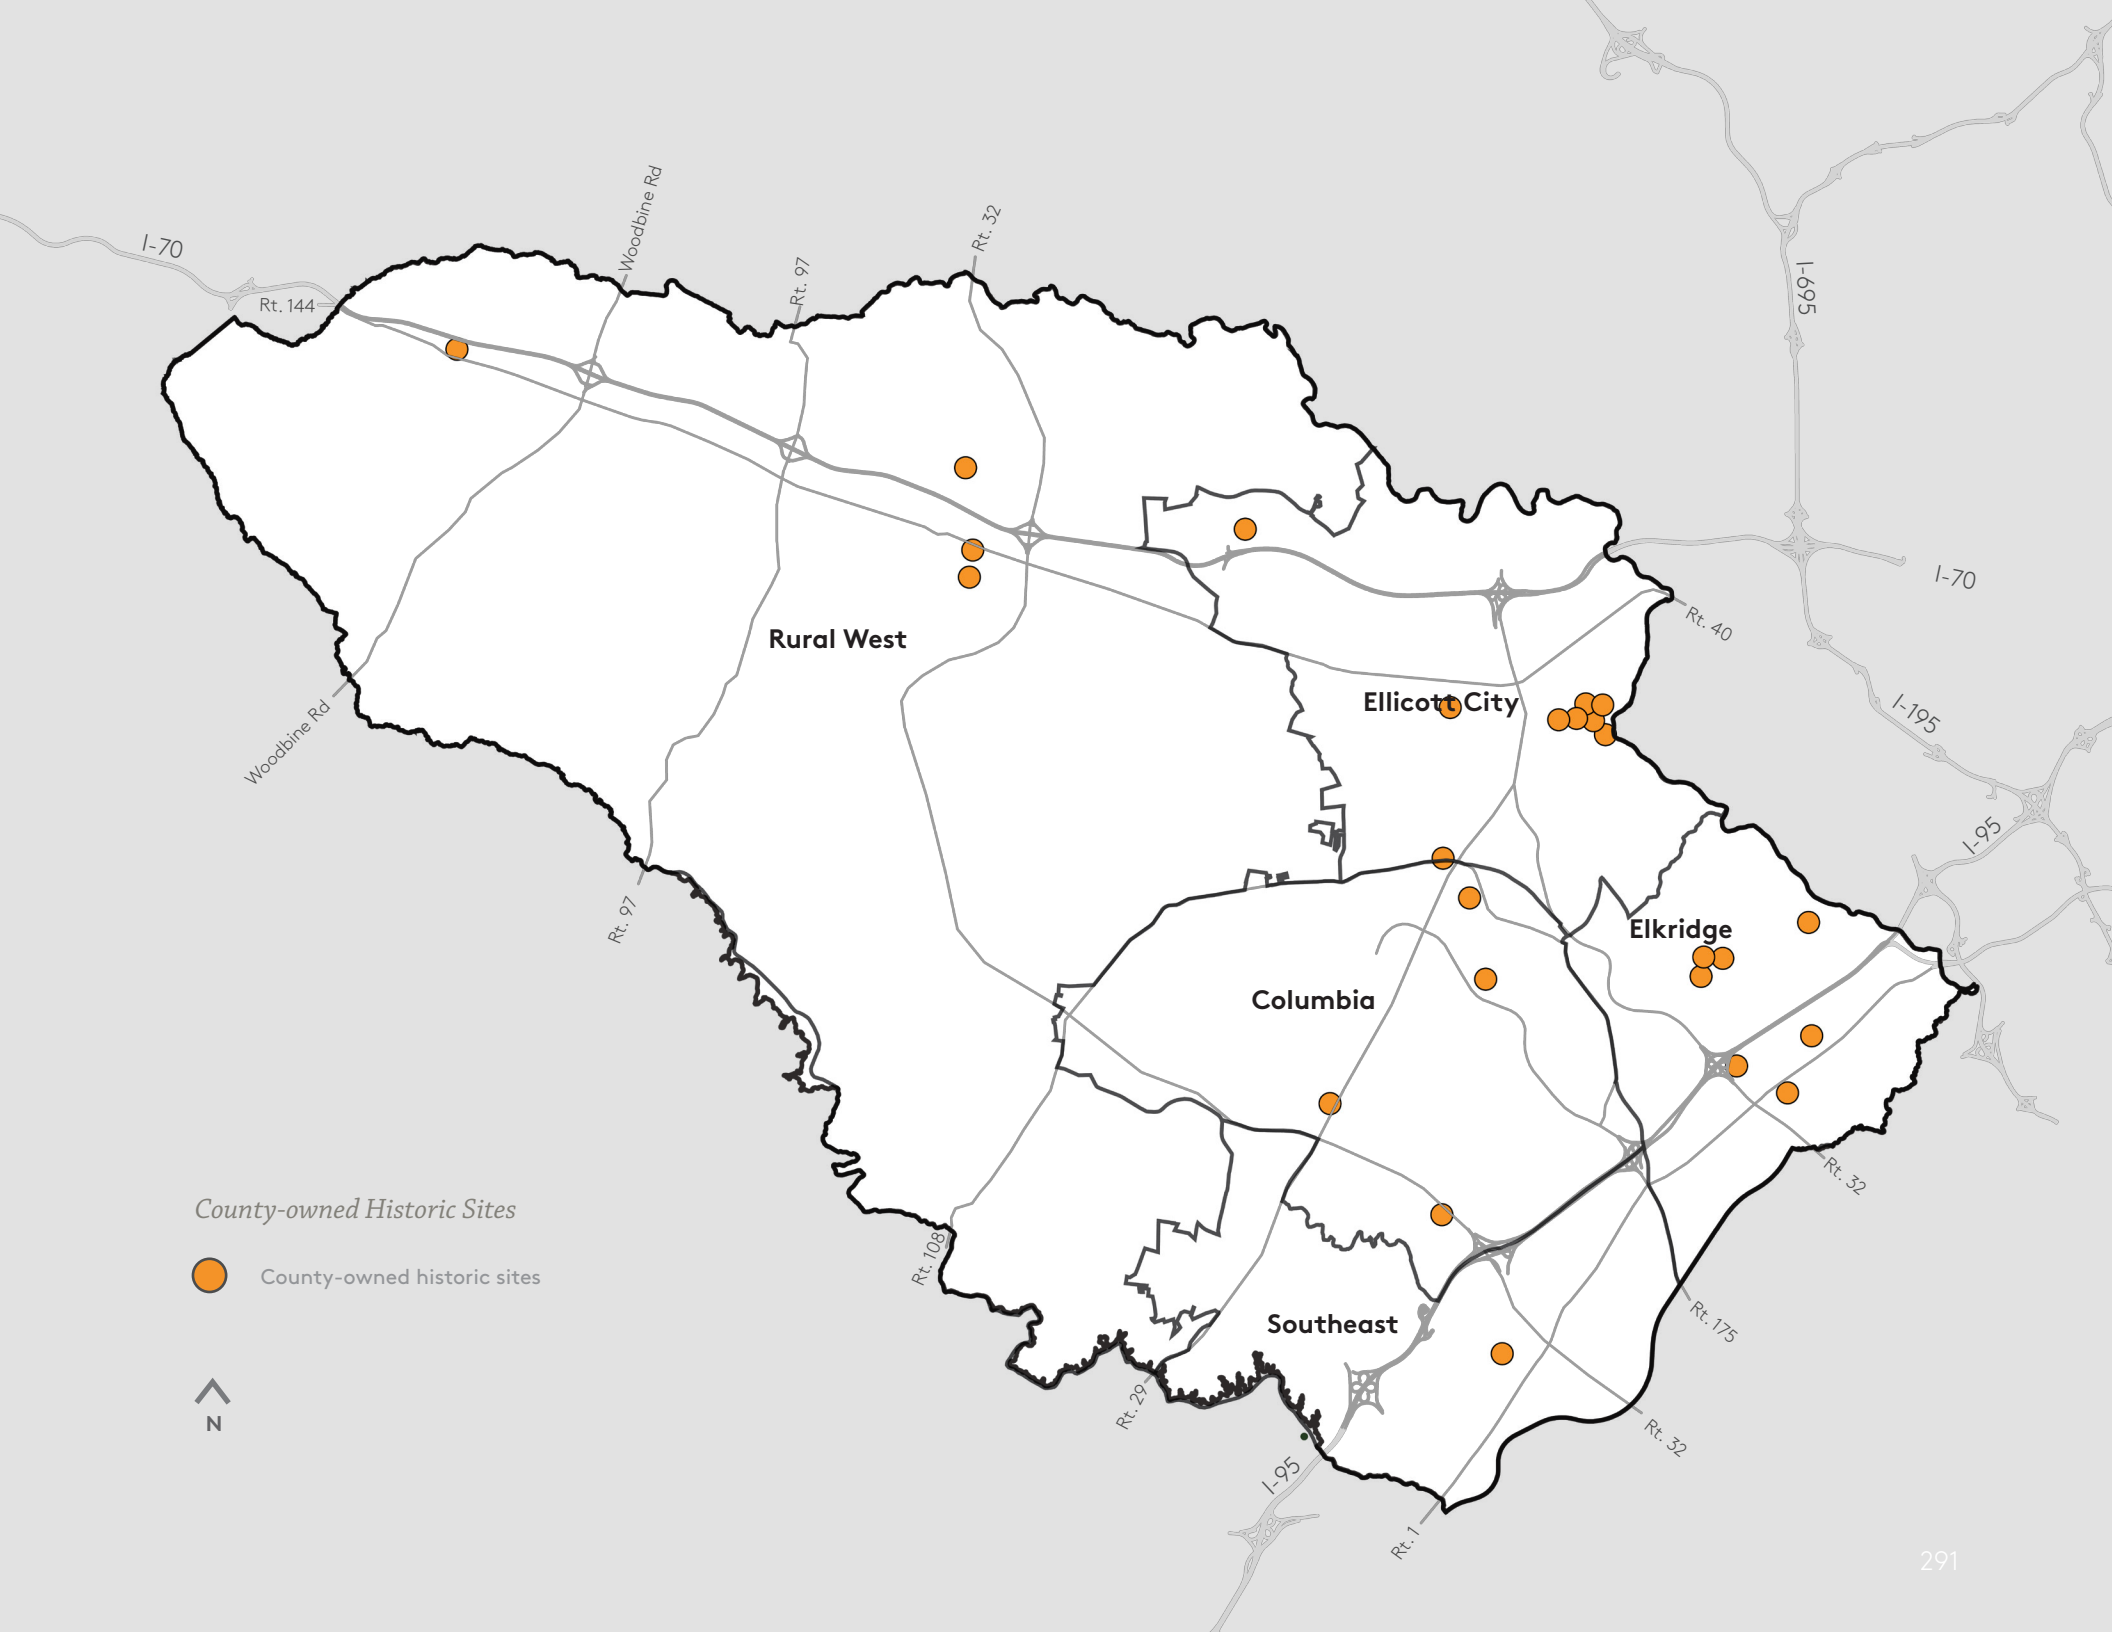 Woodbine Rd
Rt. 32
I-70
Rt. 97
I-695
Rt. 144
I-70
Rt. 40
Rural West
Ellicott City
I-195
Woodbine Rd
I-95
Rt. 97
Elkridge
Columbia
Rt. 32
County-owned Historic Sites
Rt. 108
County-owned historic sites
Southeast
Rt. 175
Rt. 29
N
Rt. 32
I-95
Rt. 1
291